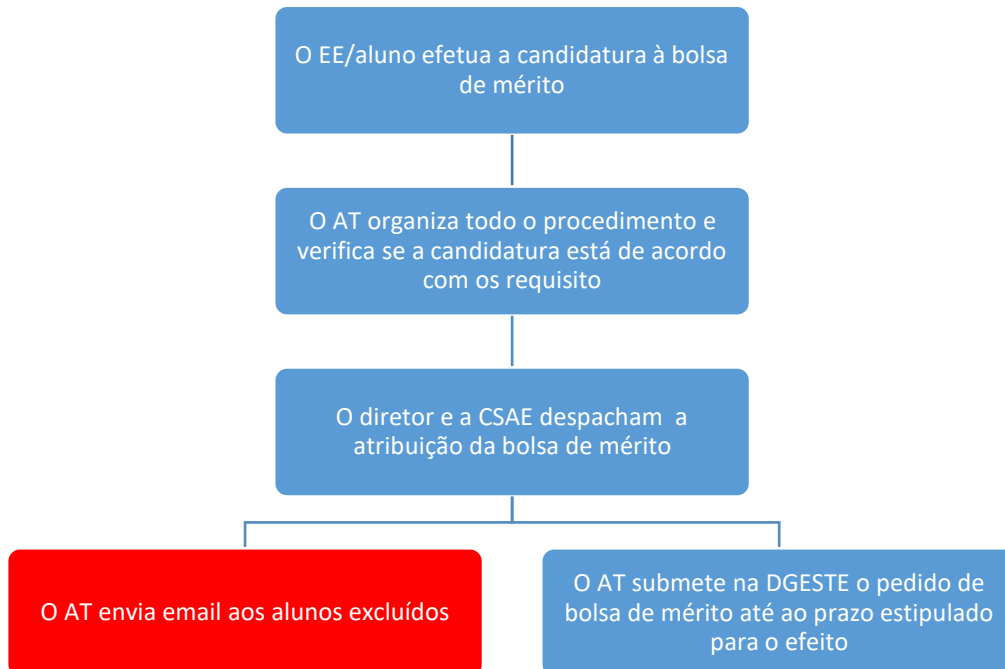 O EE/aluno efetua a candidatura à bolsa
de mérito
O AT organiza todo o procedimento e
verifica se a candidatura está de acordo
com os requisito
O diretor e a CSAE despacham  a
atribuição da bolsa de mérito
O AT envia email aos alunos excluídos
O AT submete na DGESTE o pedido de
bolsa de mérito até ao prazo estipulado
para o efeito